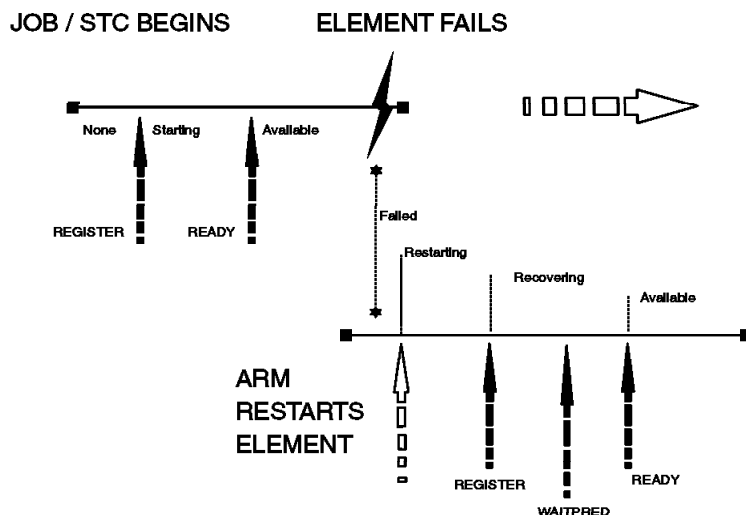 JOB / STC BEGINS
ELEMENT FAILS
None
Starting
Available
REGISTER
READY
Failed
Restarting
Recovering
Available
ARM
RESTARTS
ELEMENT
REGISTER
READY
WAITPRED